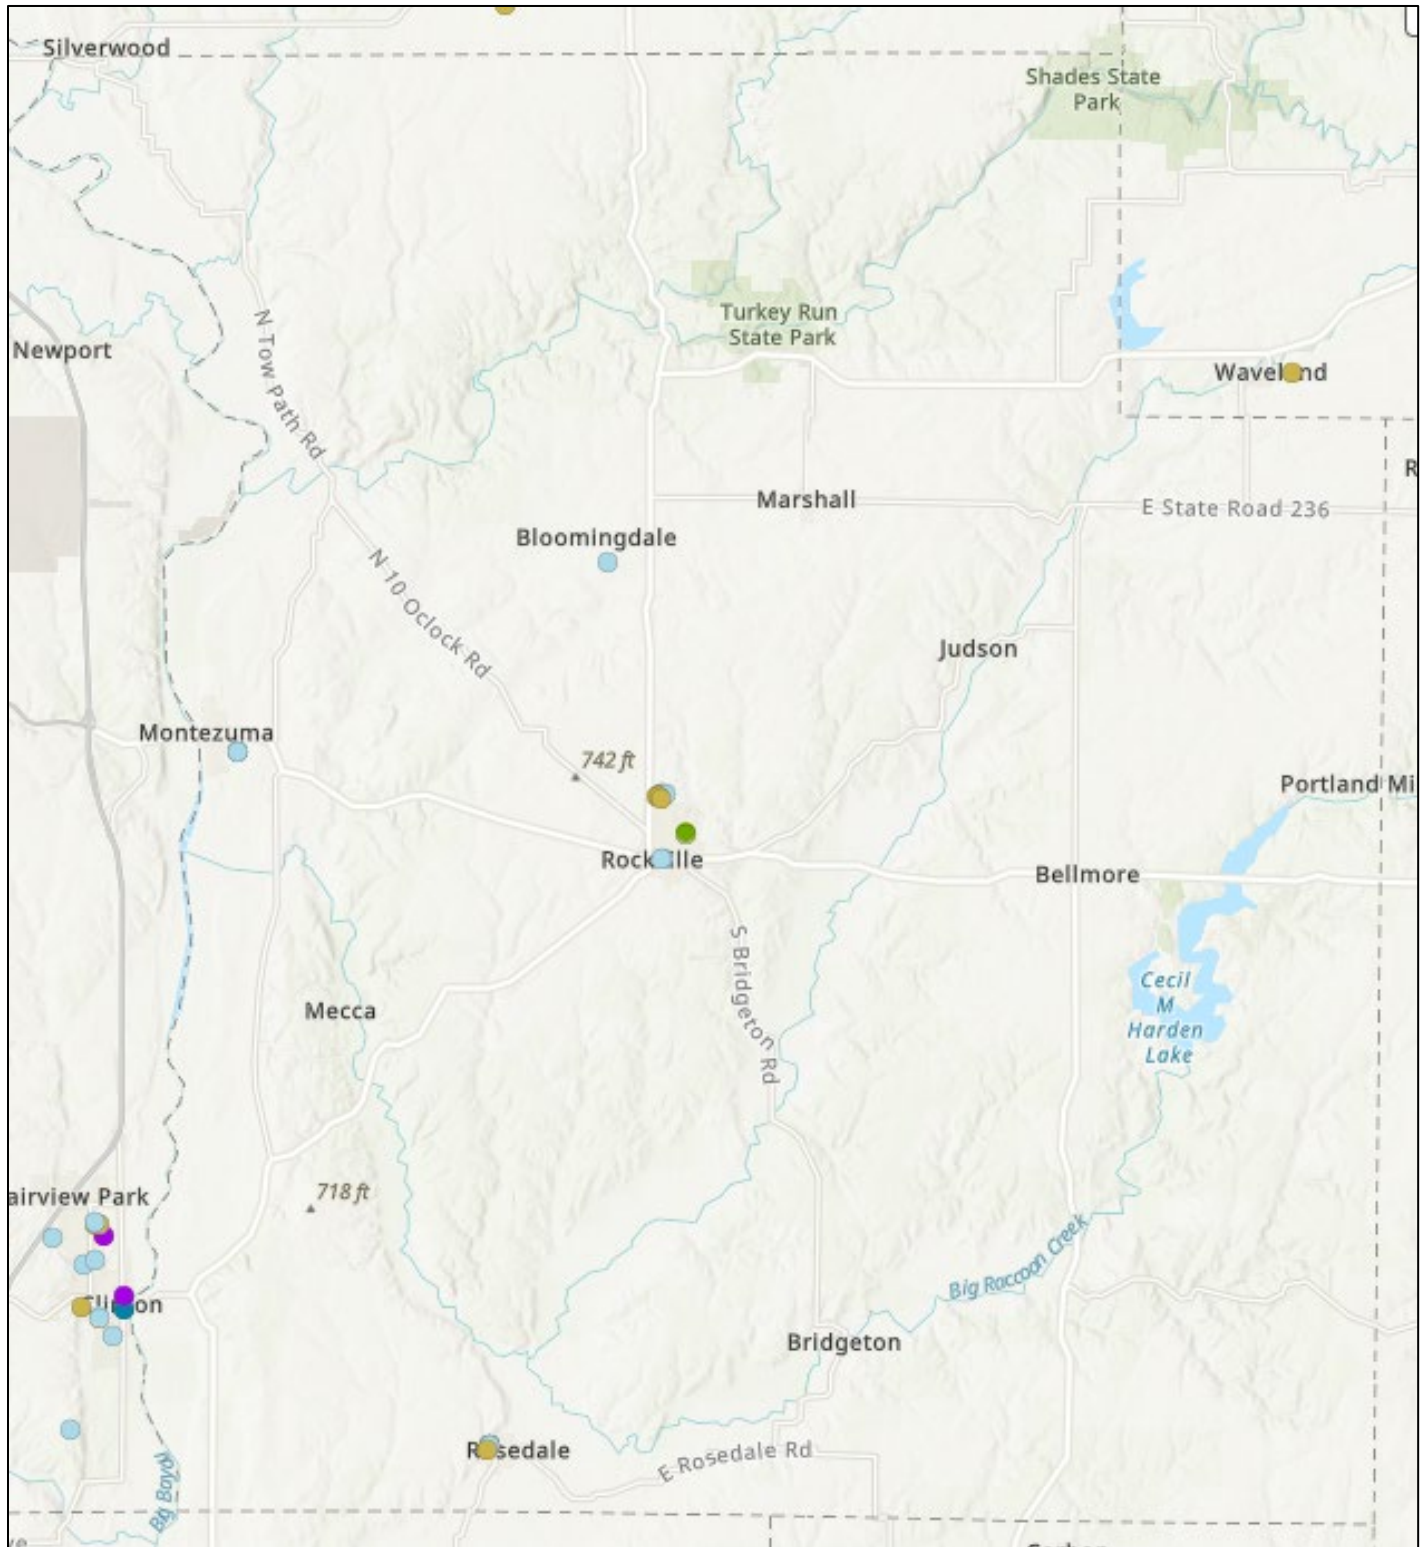 Silverwood
Shades State
Park
N Tow Path Rd
Turkey Run
State Park
Newport
Waveland
R
Marshall
E State Road 236
Bloomingdale
N 10 Oclock Rd
Judson
Montezuma
742 ft
Portland Mi
Rockville
Bellmore
S Bridgeton Rd
Cecil
M
Harden
Lake
Mecca
airview Park
718 ft
Big Raccoon Creek
Clinton
Bridgeton
Rosedale
E Rosedale Rd
Big Bayou